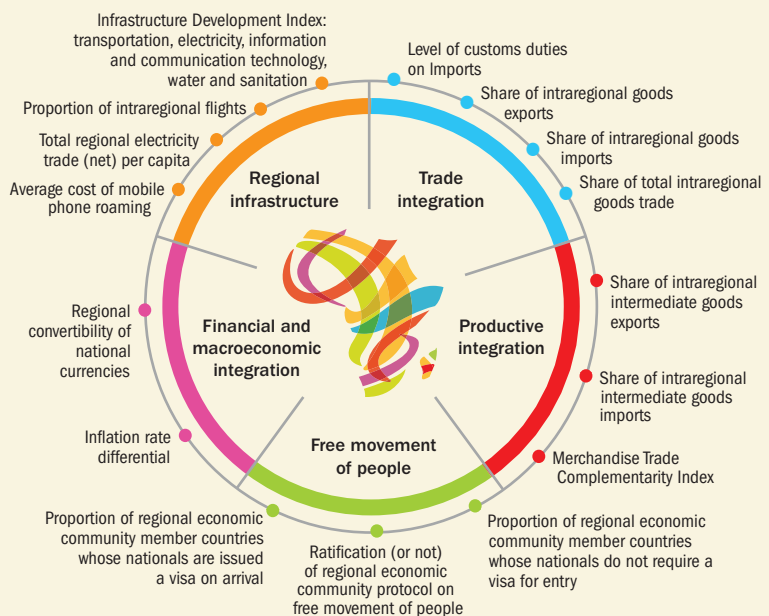 Infrastructure Development Index:
transportation, electricity, information
and communication technology,
water and sanitation
Proportion of intraregional flights
Total regional electricity
trade (net) per capita
Average cost of mobile
phone roaming
Level of customs duties
on Imports
Share of intraregional goods
exports
Share of intraregional goods
imports
Share of total intraregional
goods trade
Regional
infrastructure
Trade
integration
Regional
convertibility of
national
currencies
Financial and
macroeconomic
integration
Productive
integration
Share of intraregional
intermediate goods
exports
Share of intraregional
intermediate goods
imports
Inflation rate
differential
Free movement
of people
Merchandise Trade
Complementarity Index
Proportion of regional economic
community member countries
whose nationals are issued
a visa on arrival
Ratification (or not)
of regional economic
community protocol on
free movement of people
Proportion of regional economic
community member countries
whose nationals do not require a
visa for entry